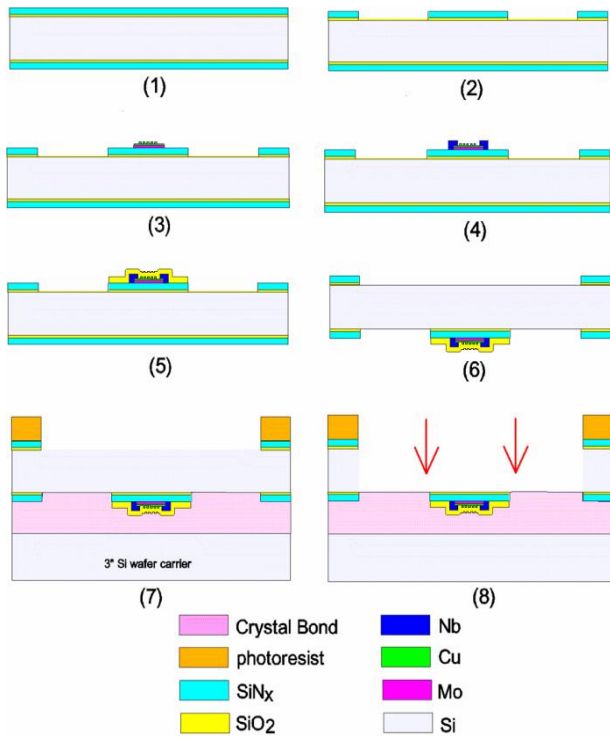 (1)
(2)
(3)
(4)
(5)
(6)
3" Si wafer carrier
(7)
(8)
Crystal Bond
Nb
photoresist
Cu
SiNx
Mo
SiO2
Si